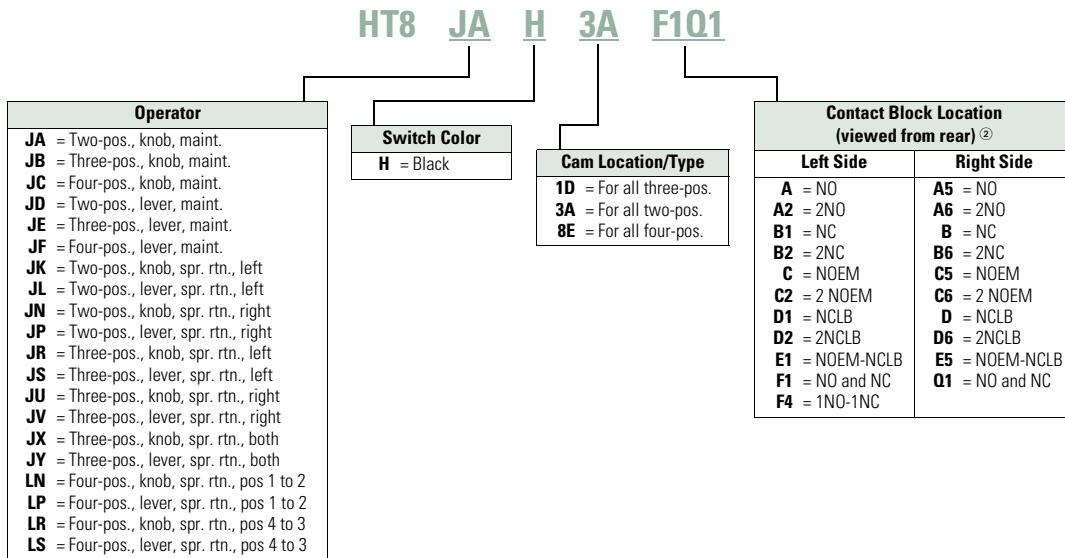 HT8 JA H 3A F1Q1
Operator
JA = Two-pos., knob, maint.
JB = Three-pos., knob, maint.
JC = Four-pos., knob, maint.
JD = Two-pos., lever, maint.
JE = Three-pos., lever, maint.
JF = Four-pos., lever, maint.
JK = Two-pos., knob, spr. rtn., left
JL = Two-pos., lever, spr. rtn., left
JN = Two-pos., knob, spr. rtn., right
JP = Two-pos., lever, spr. rtn., right
JR = Three-pos., knob, spr. rtn., left
JS = Three-pos., lever, spr. rtn., left
JU = Three-pos., knob, spr. rtn., right
JV = Three-pos., lever, spr. rtn., right
JX = Three-pos., knob, spr. rtn., both
JY = Three-pos., lever, spr. rtn., both
LN = Four-pos., knob, spr. rtn., pos 1 to 2
LP = Four-pos., lever, spr. rtn., pos 1 to 2
LR = Four-pos., knob, spr. rtn., pos 4 to 3
LS = Four-pos., lever, spr. rtn., pos 4 to 3
Switch Color
H = Black
Cam Location/Type
1D = For all three-pos.
3A = For all two-pos.
8E = For all four-pos.
Contact Block Location
(viewed from rear) ②
Left Side
A = NO
A2 = 2NO
B1 = NC
B2 = 2NC
C = NOEM
C2 = 2 NOEM
D1 = NCLB
D2 = 2NCLB
E1 = NOEM-NCLB
F1 = NO and NC
F4 = 1NO-1NC
Right Side
A5 = NO
A6 = 2NO
B = NC
B6 = 2NC
C5 = NOEM
C6 = 2 NOEM
D = NCLB
D6 = 2NCLB
E5 = NOEM-NCLB
Q1 = NO and NC